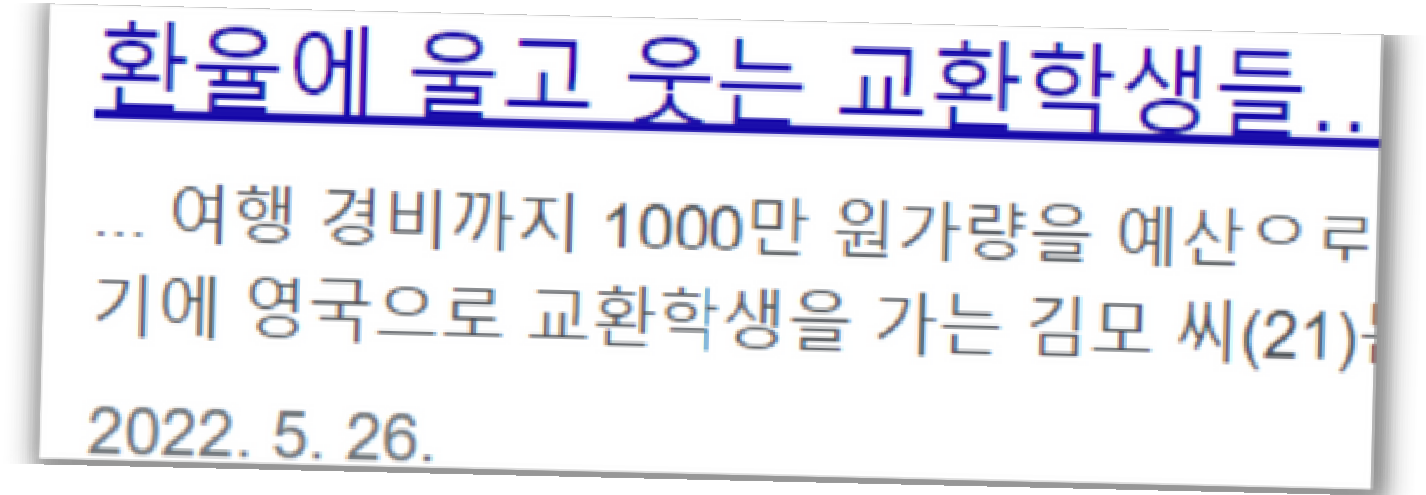 환율에 울고 웃는 교환학생들..
... 여행 경비까지 1000만 원가량을 예산으로
기에 영국으로 교환학생을 가는 김모 씨(21)
2022. 5. 26.